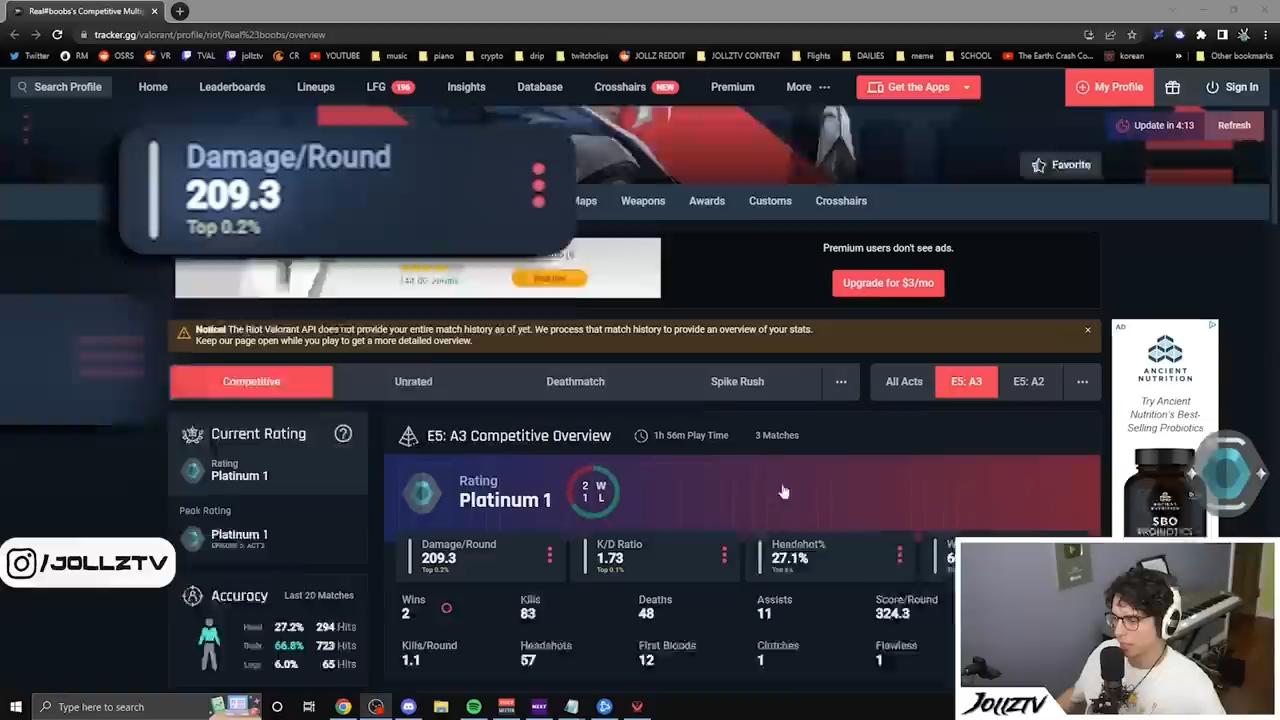 Real#boobs's Competitive Multi
tracker.gg/valorant/profile/riot/Real%23boobs/overview
Twitter RM OSRS VR TVAL jollztv CR YOUTUBE music piano crypto drip twitchclips JOLLZ REDDIT JOLLZTV CONTENT Flights DAILIES meme SCHOOL The Earth: Crash Co... korean Other bookmarks
Search Profile Home Leaderboards Lineups LFG 196 Insights Database Crosshairs NEW Premium More Get the Apps My Profile Sign In
Update in 4:13 Refresh
Favorite
Damage/Round
209.3
Top 0.2%
Maps Weapons Awards Customs Crosshairs
Premium users don't see ads.
Upgrade for $3/mo
Notice! The Riot Valorant API does not provide your entire match history as of yet. We process that match history to provide an overview of your stats.
Keep our page open while you play to get a more detailed overview.
Competitive Unrated Deathmatch Spike Rush All Acts E5: A3 E5: A2
AD
ANCIENT
NUTRITION
Try Ancient
Nutrition's Best-
Selling Probiotics
SBO
PROBIOTICS
Current Rating
Rating
Platinum 1
Peak Rating
Platinum 1
EPISODE 5: ACT 3
E5: A3 Competitive Overview 1h 56m Play Time 3 Matches
Rating
Platinum 1
2 W
1 L
Damage/Round
209.3
Top 0.2%
K/D Ratio
1.73
Top 0.1%
Headshot%
27.1%
Wins
2
Kills
83
Deaths
48
Assists
11
Score/Round
324.3
Kills/Round
1.1
Headshots
57
First Bloods
12
Clutches
1
Flawless
1
Accuracy Last 20 Matches
Head 27.2% 294 Hits
Body 66.8% 723 Hits
Legs 6.0% 65 Hits
/JOLLZTV
JOLLZTV
Type here to search